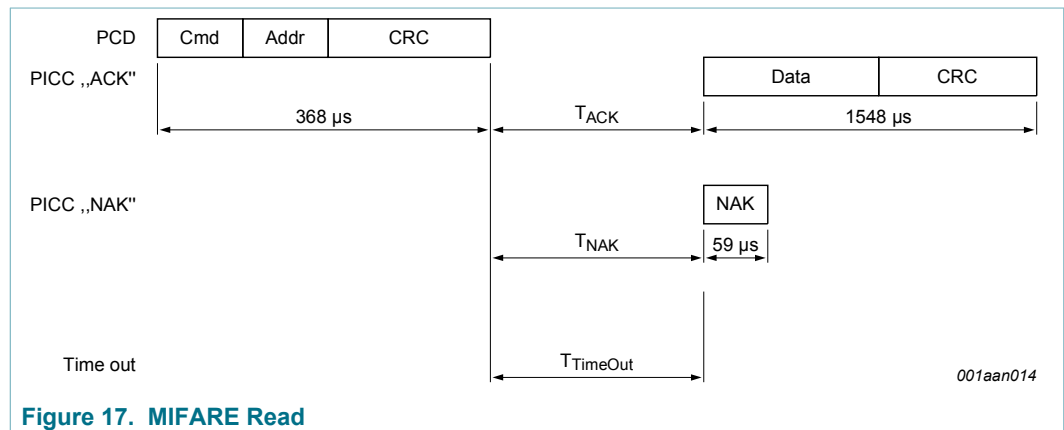 PCD Cmd Addr CRC
PICC ,,ACK" Data CRC
368 µs TACK 1548 µs
PICC ,,NAK" NAK
TNAK 59 µs
Time out TTimeOut 001aan014
Figure 17. MIFARE Read